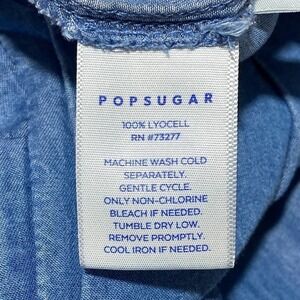 POPSUGAR
100% LYOCELL
RN #73277
MACHINE WASH COLD
SEPARATELY.
GENTLE CYCLE.
ONLY NON-CHLORINE
BLEACH IF NEEDED.
TUMBLE DRY LOW.
REMOVE PROMPTLY.
COOL IRON IF NEEDED.